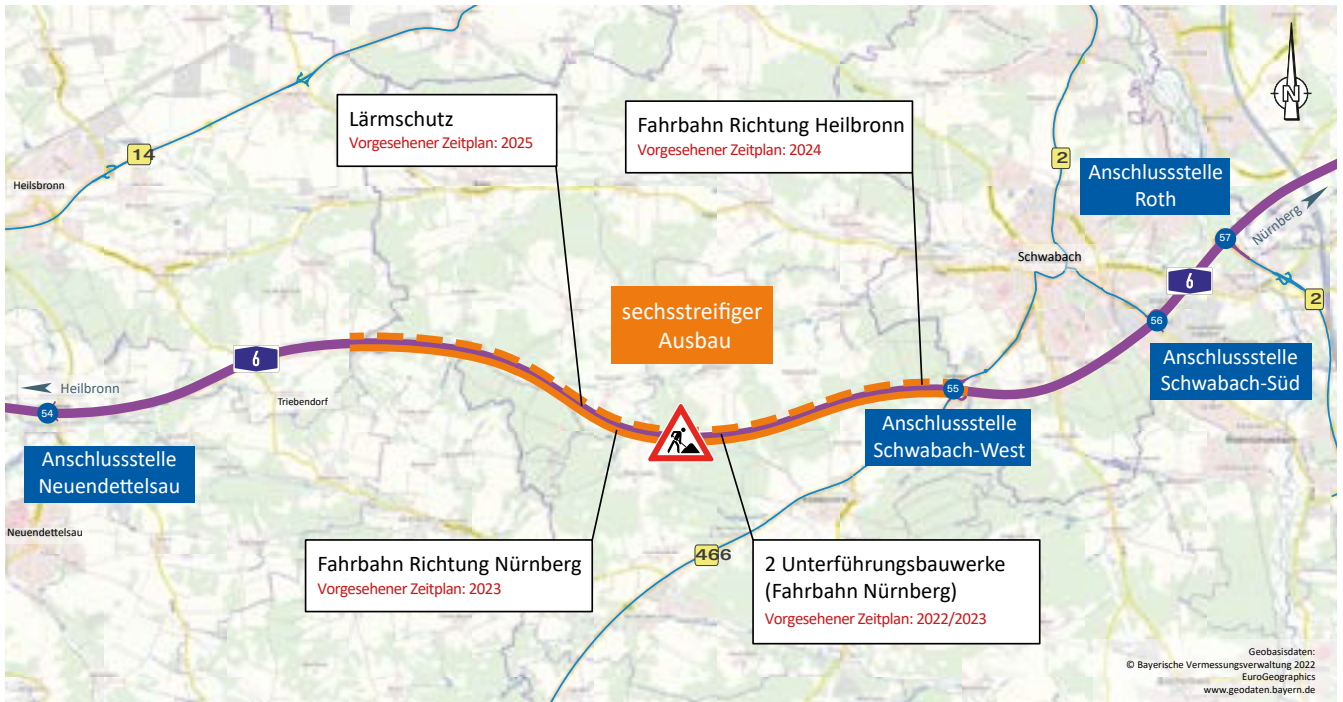 14
Heilsbronn
Lärmschutz
Vorgesehener Zeitplan: 2025
Fahrbahn Richtung Heilbronn
Vorgesehener Zeitplan: 2024
2
N
Anschlussstelle
Roth
57
Nürnberg
Schwabach
6
2
56
sechsstreifiger
Ausbau
Anschlussstelle
Schwabach-Süd
6
Heilbronn
Triebendorf
54
55
Anschlussstelle
Neuendettelsau
Anschlussstelle
Schwabach-West
Neuendettelsau
Fahrbahn Richtung Nürnberg
Vorgesehener Zeitplan: 2023
466
2 Unterführungsbauwerke
(Fahrbahn Nürnberg)
Vorgesehener Zeitplan: 2022/2023
Geobasisdaten:
© Bayerische Vermessungsverwaltung 2022
EuroGeographics
www.geodaten.bayern.de